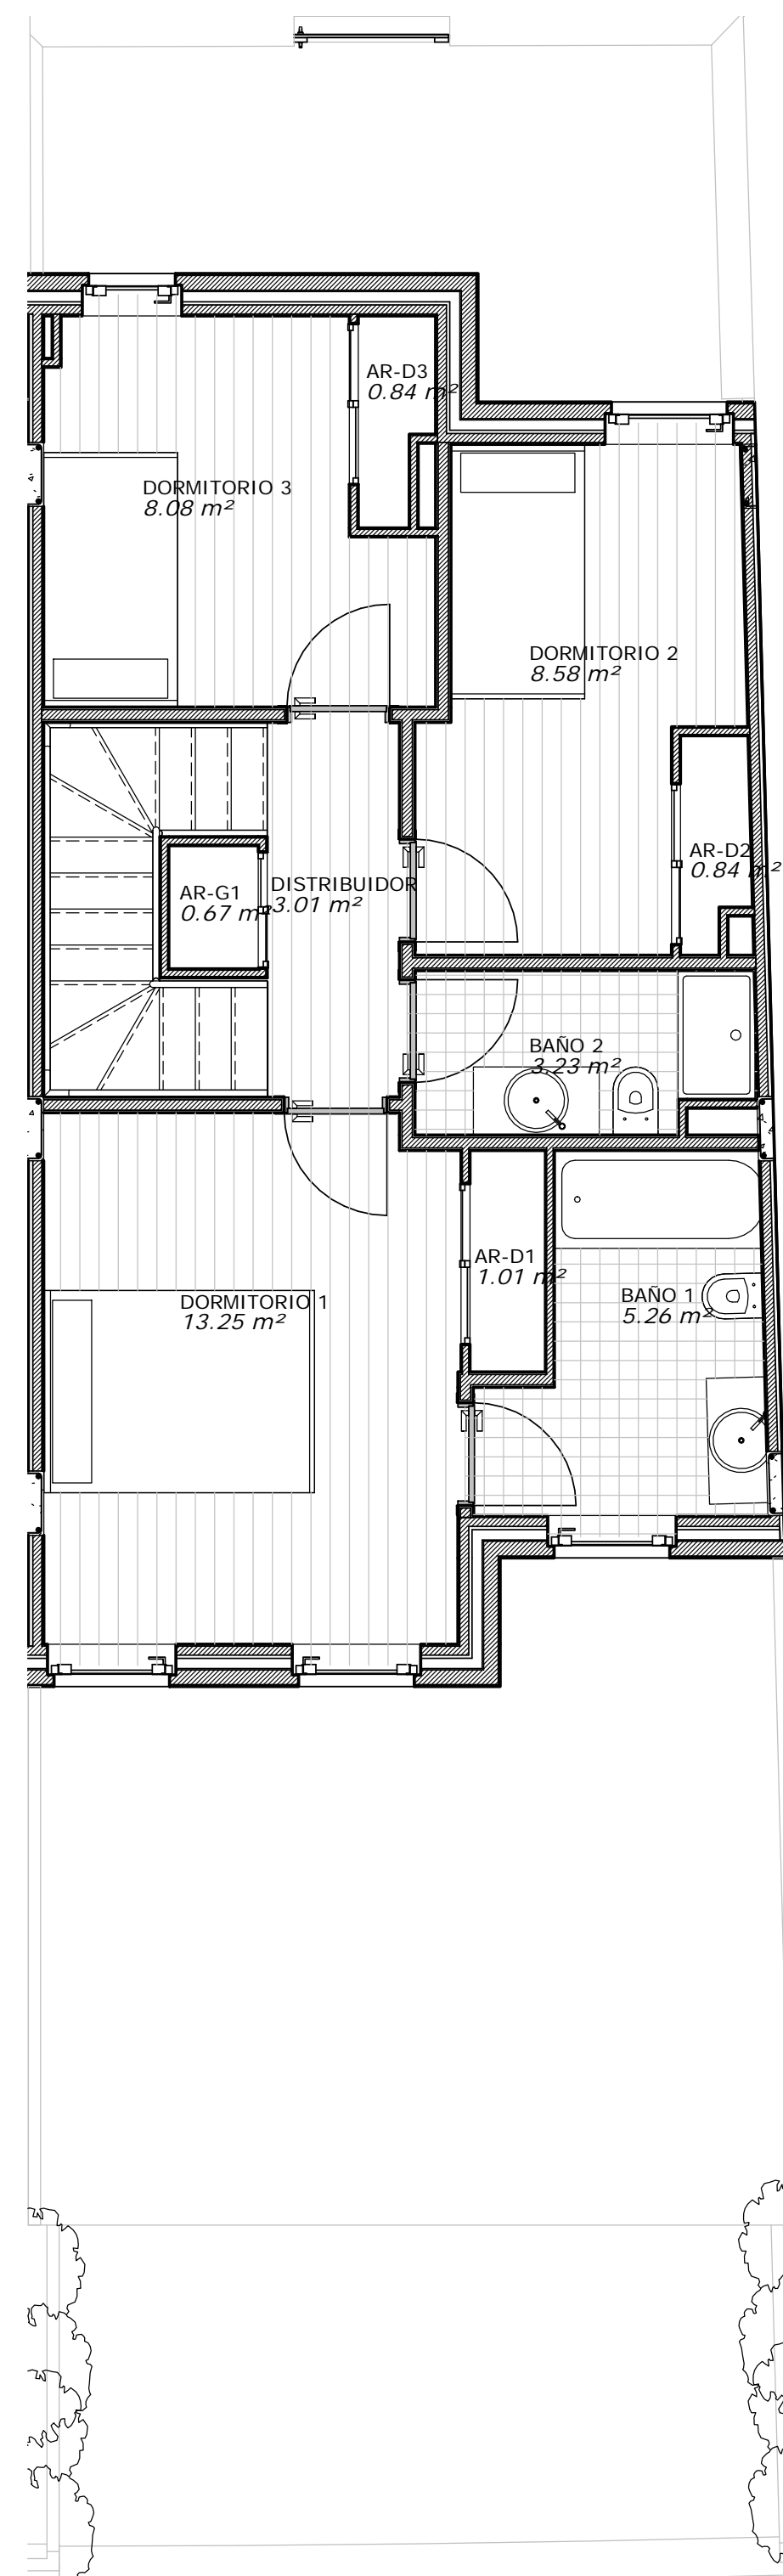 AR-D3
0.84 m²
DORMITORIO 3
8.08 m²
DORMITORIO 2
8.58 m²
AR-D2
0.84 m²
AR-G1
0.67 m²
DISTRIBUIDOR
3.01 m²
BAÑO 2
3.23 m²
AR-D1
1.01 m²
BAÑO 1
5.26 m²
DORMITORIO 1
13.25 m²